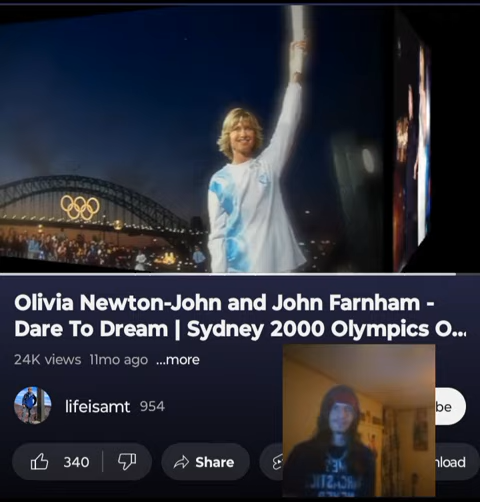 Olivia Newton-John and John Farnham -
Dare To Dream | Sydney 2000 Olympics O...
24K views 11mo ago ...more
lifeisamt 954
be
340 Share nload